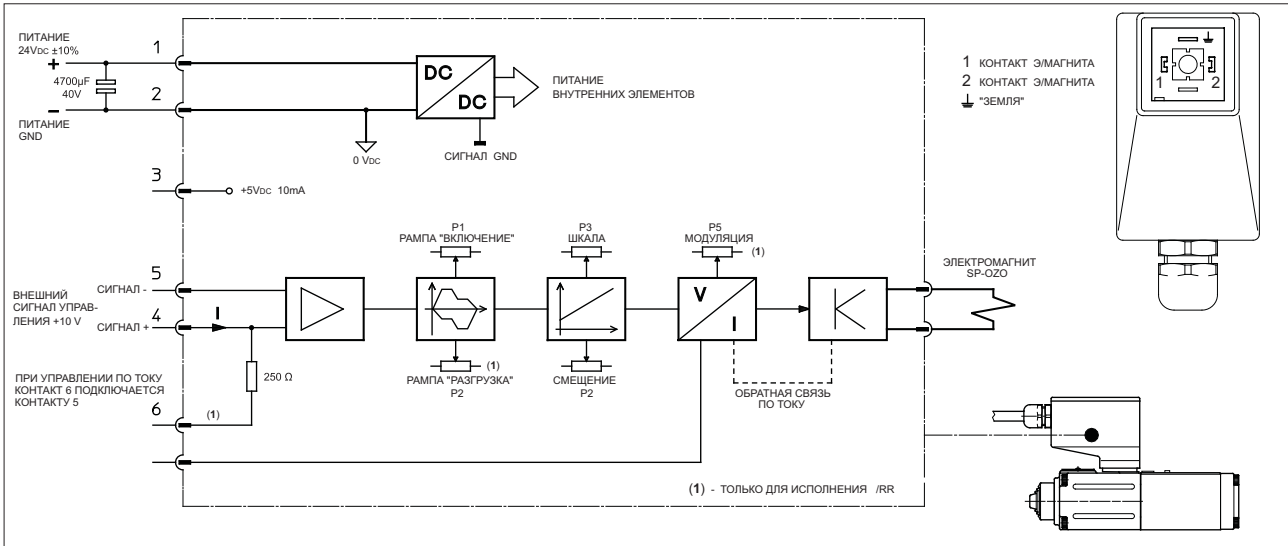 ПИТАНИЕ
24VDC ±10%
+
4700µF
40V
–
ПИТАНИЕ
GND
1
2
DC
DC
ПИТАНИЕ
ВНУТРЕННИХ ЭЛЕМЕНТОВ
0 VDC
СИГНАЛ GND
3
+5VDC 10mA
1 КОНТАКТ Э/МАГНИТА
2 КОНТАКТ Э/МАГНИТА
"ЗЕМЛЯ"
1
2
P1
РАМПА "ВКЛЮЧЕНИЕ"
P3
ШКАЛА
P5
МОДУЛЯЦИЯ
(1)
ЭЛЕКТРОМАГНИТ
SP-OZO
5
СИГНАЛ -
ВНЕШНИЙ
СИГНАЛ УПРАВ-
ЛЕНИЯ +10 V
4
СИГНАЛ +
I
V
I
250 Ω
(1)
РАМПА "РАЗГРУЗКА"
P2
СМЕЩЕНИЕ
P2
ОБРАТНАЯ СВЯЗЬ
ПО ТОКУ
ПРИ УПРАВЛЕНИИ ПО ТОКУ
КОНТАКТ 6 ПОДКЛЮЧАЕТСЯ
КОНТАКТУ 5
6
(1)
(1) - ТОЛЬКО ДЛЯ ИСПОЛНЕНИЯ /RR